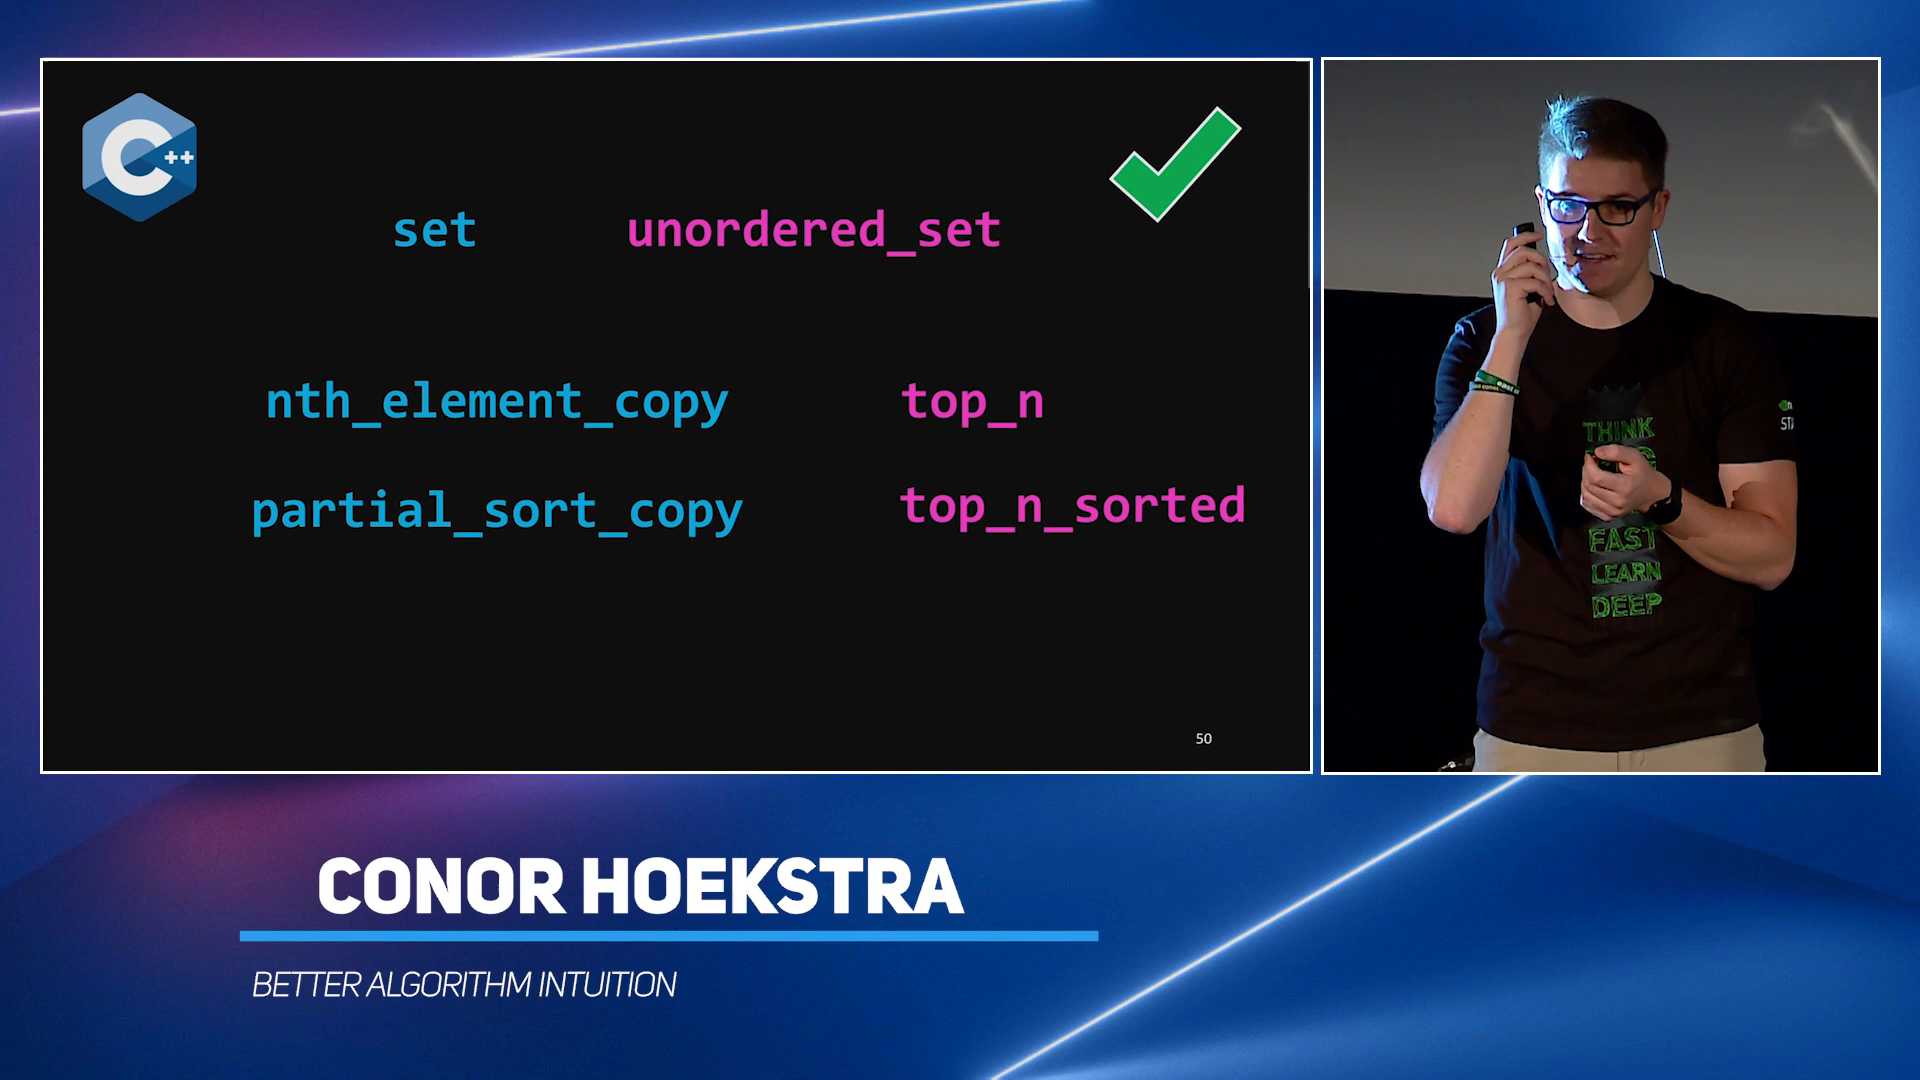 C++
set unordered_set
nth_element_copy top_n
partial_sort_copy top_n_sorted
50
THINK
FAST
LEARN
DEEP
CONOR HOEKSTRA
BETTER ALGORITHM INTUITION